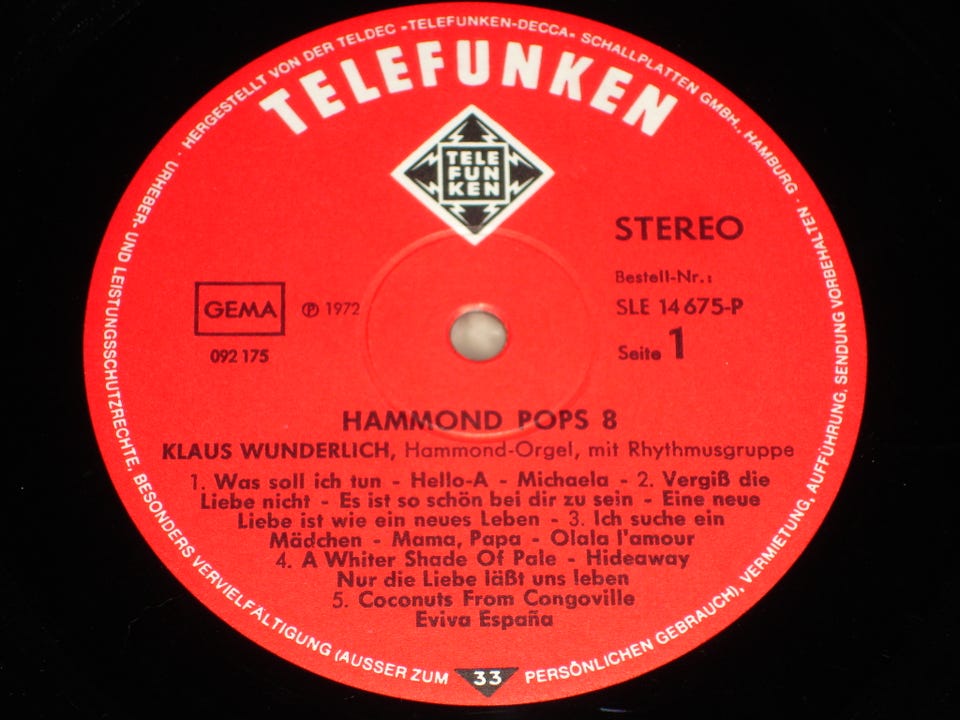 URHEBER- UND LEISTUNGSSCHUTZRECHTE, BESONDERS VERVIELFÄLTIGUNG (AUSSER ZUM PERSÖNLICHEN GEBRAUCH), VERMIETUNG, AUFFÜHRUNG, SENDUNG VORBEHALTEN · HERGESTELLT VON DER TELDEC »TELEFUNKEN-DECCA« SCHALLPLATTEN GMBH., HAMBURG ·
TELEFUNKEN
TELE
FUN
KEN
STEREO
Bestell-Nr.:
SLE 14 675-P
Seite 1
GEMA
℗ 1972
092 175
HAMMOND POPS 8
KLAUS WUNDERLICH, Hammond-Orgel, mit Rhythmusgruppe
1. Was soll ich tun - Hello-A - Michaela - 2. Vergiß die
Liebe nicht - Es ist so schön bei dir zu sein - Eine neue
Liebe ist wie ein neues Leben - 3. Ich suche ein
Mädchen - Mama, Papa - Olala l'amour
4. A Whiter Shade Of Pale - Hideaway
Nur die Liebe läßt uns leben
5. Coconuts From Congoville
Eviva España
33